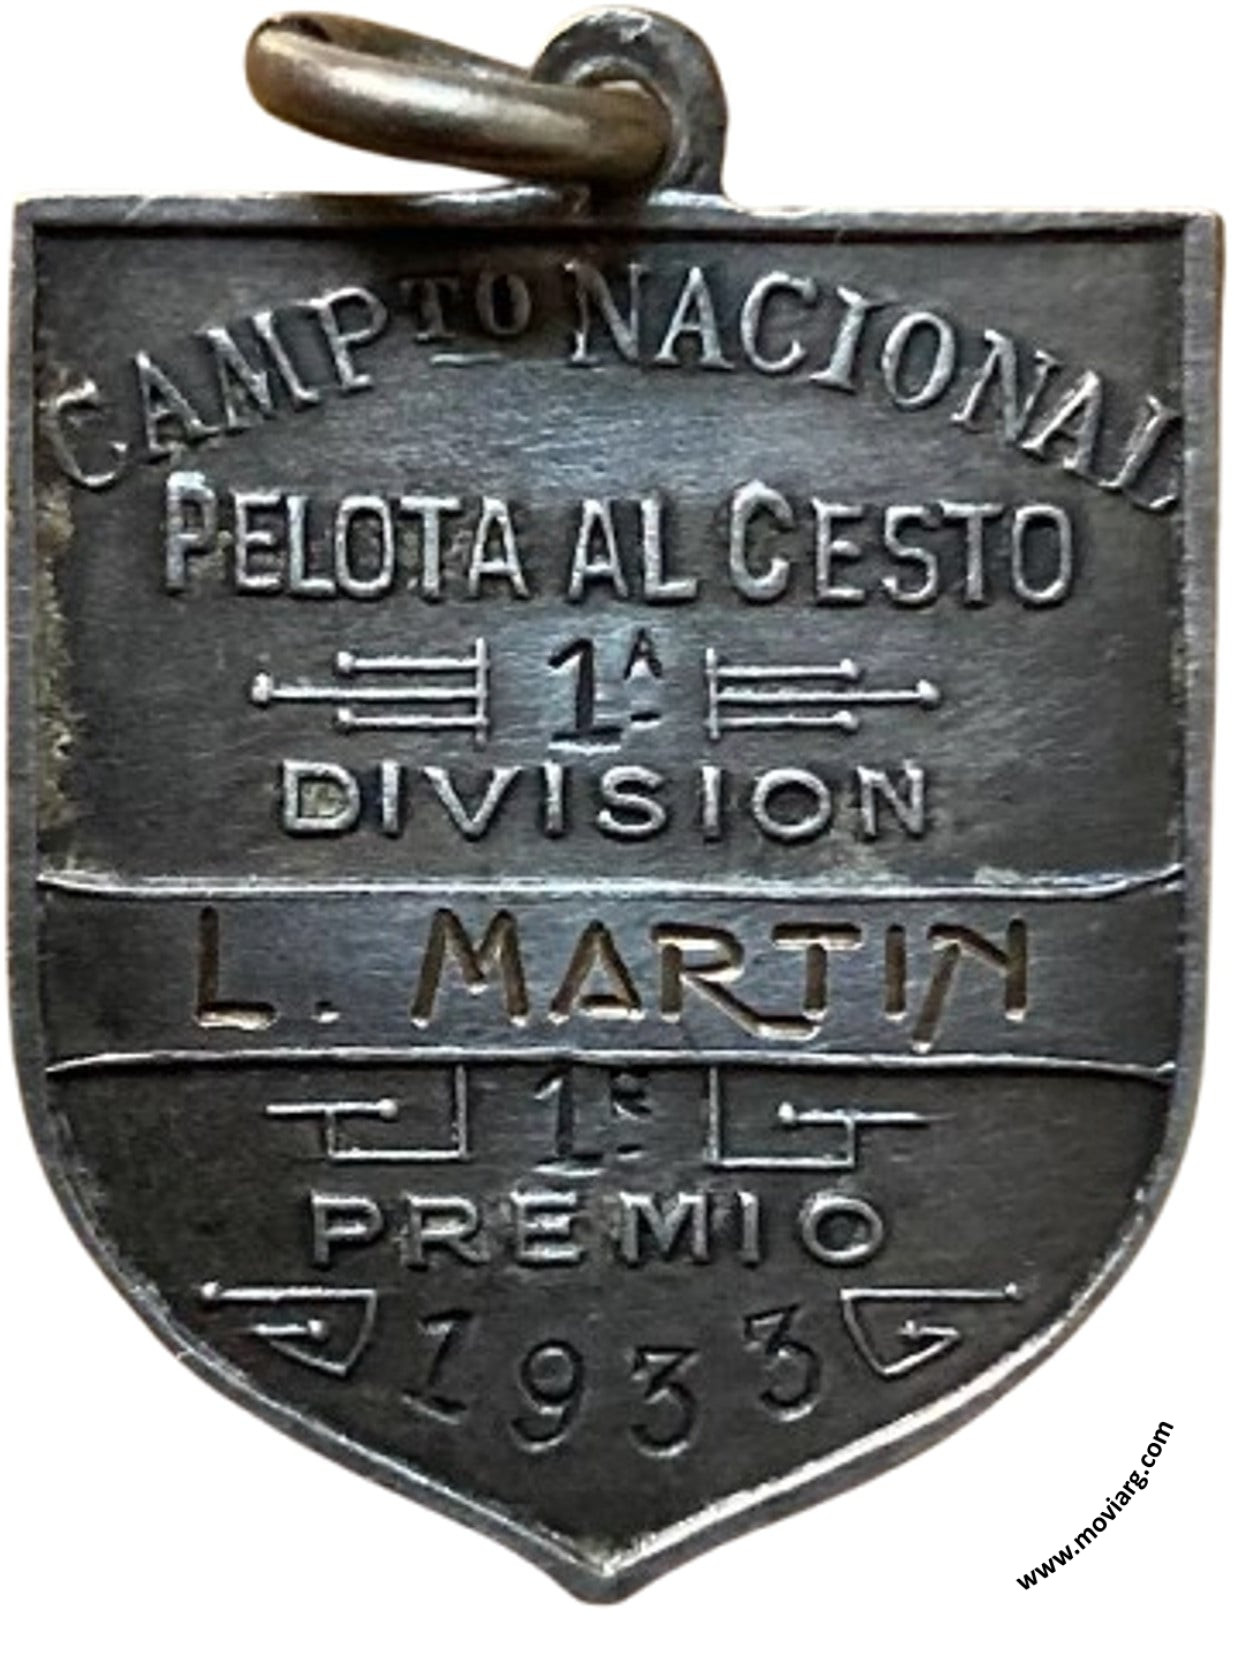 CAMPTO NACIONAL
PELOTA AL CESTO
1A.
DIVISION
L. MARTIN
1ER
PREMIO
1933
www.moviarg.com